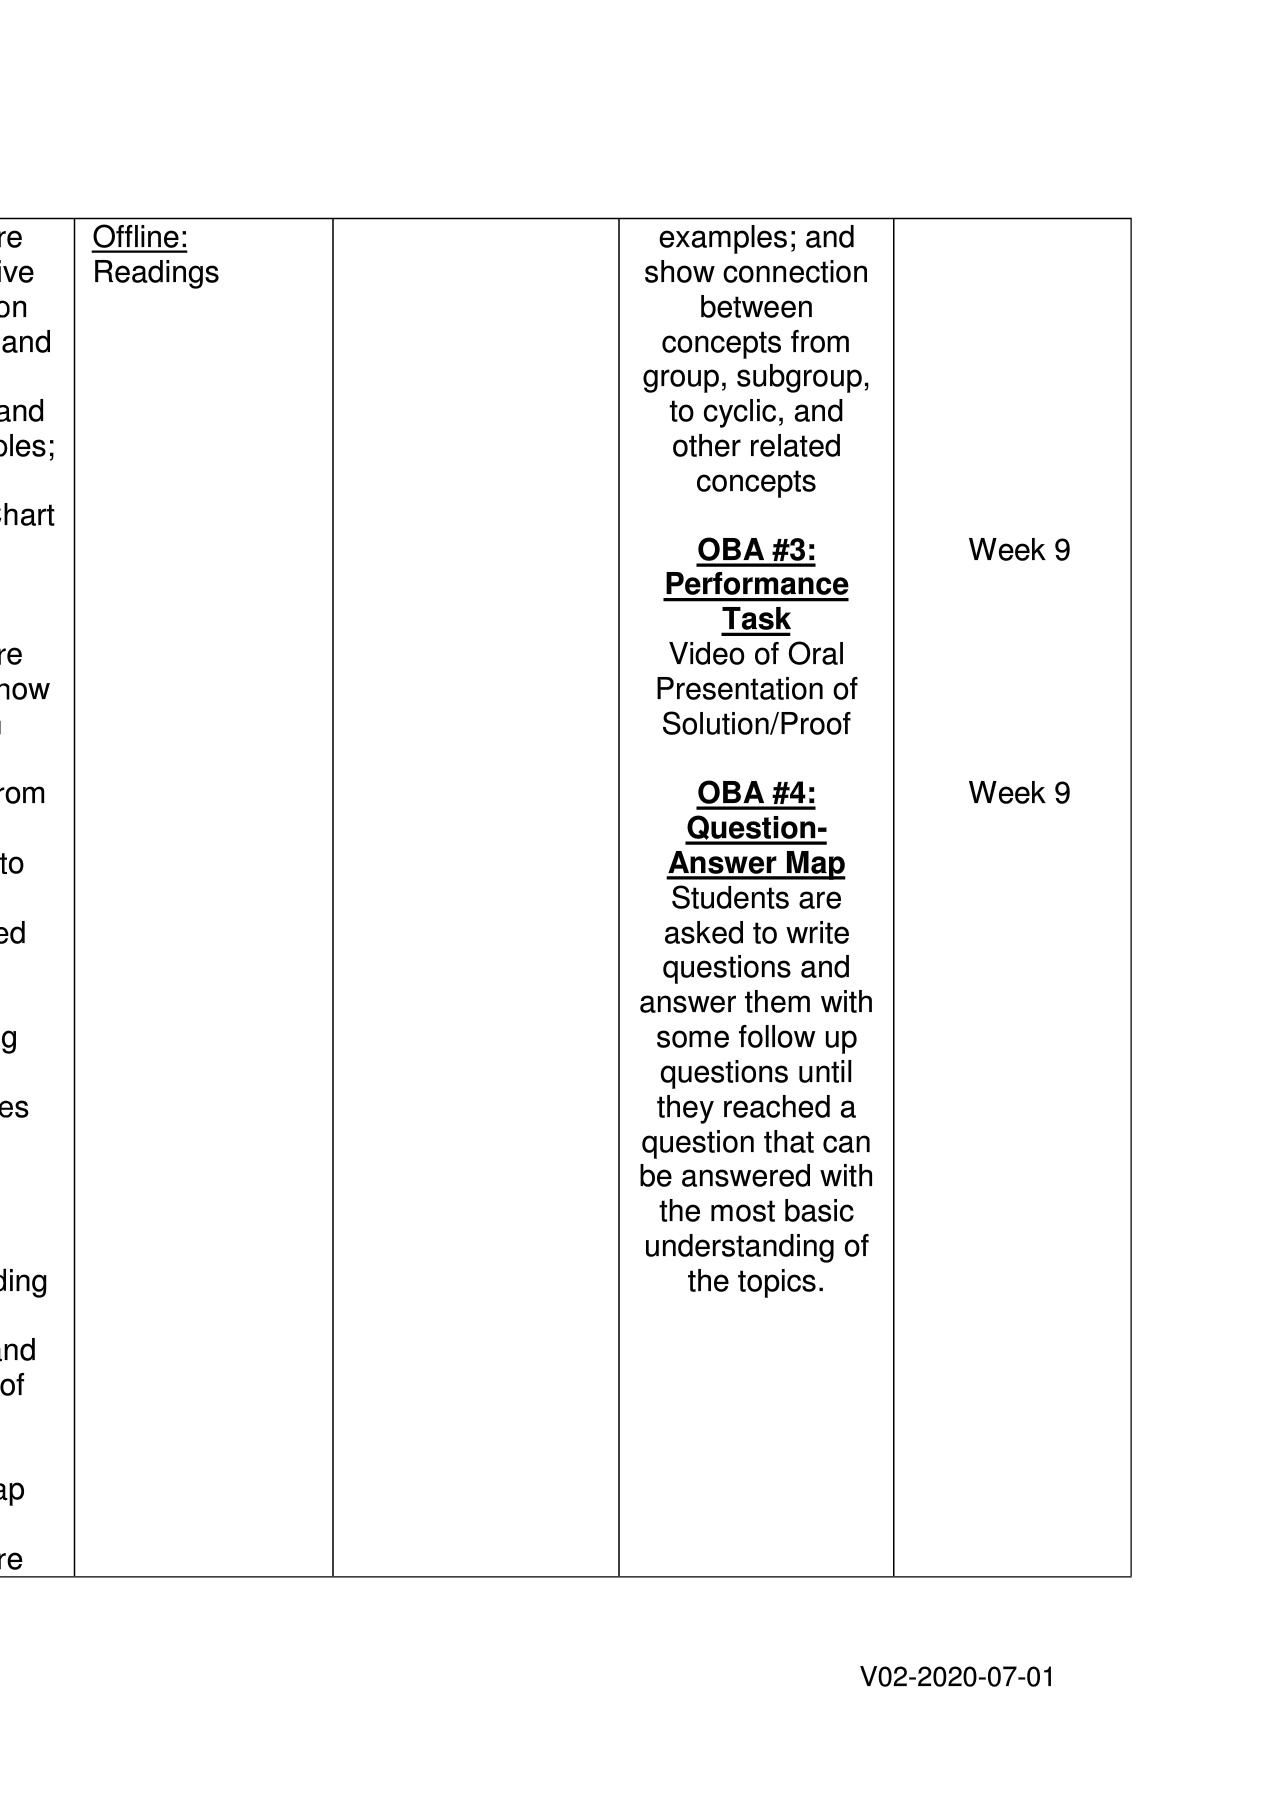 re
ive
on
and
and
oles;
Chart
re
now
rom
to
ed
g
es
ding
and
of
ap
re
Offline:
Readings
examples; and
show connection
between
concepts from
group, subgroup,
to cyclic, and
other related
concepts
OBA #3:
Performance
Task
Video of Oral
Presentation of
Solution/Proof
OBA #4:
Question-
Answer Map
Students are
asked to write
questions and
answer them with
some follow up
questions until
they reached a
question that can
be answered with
the most basic
understanding of
the topics.
Week 9
Week 9
V02-2020-07-01